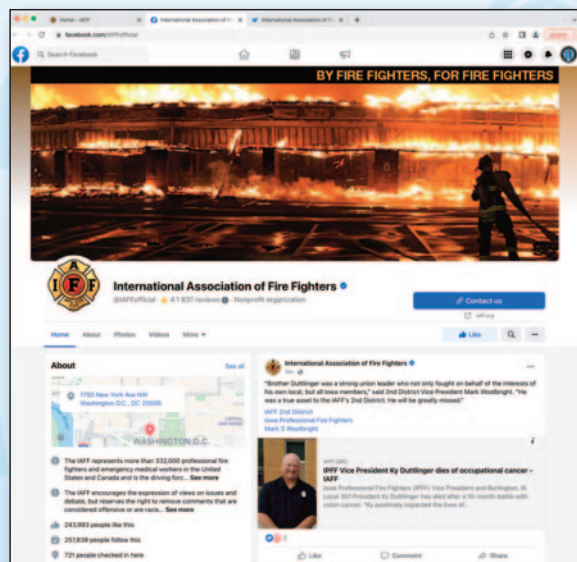 Home - IAFF
International Association of Fi
International Association of Fi
facebook.com/IAFFofficial
Search Facebook
BY FIRE FIGHTERS, FOR FIRE FIGHTERS
I A F F
International Association of Fire Fighters
@IAFFofficial · 4.1 (837 reviews) · Nonprofit organization
Contact us
iaff.org
Home About Photos Videos More
Like
About
See all
1750 New York Ave NW
Washington D.C., DC 20006
WASHINGTON D.C.
The IAFF represents more than 332,000 professional fire
fighters and emergency medical workers in the United
States and Canada and is the driving forc... See more
The IAFF encourages the expression of views on issues and
debate, but reserves the right to remove comments that are
considered offensive or are racis... See more
243,993 people like this
257,839 people follow this
721 people checked in here
International Association of Fire Fighters
"Brother Duttlinger was a strong union leader who not only fought on behalf of the interests of
his own local, but all Iowa members," said 2nd District Vice President Mark Woolbright. "He
was a true asset to the IAFF's 2nd District. He will be greatly missed."
IAFF 2nd District
Iowa Professional Fire Fighters
Mark S Woolbright
IAFF.ORG
IPFF Vice President Ky Duttlinger dies of occupational cancer -
IAFF
Iowa Professional Fire Fighters (IPFF) Vice President and Burlington, IA
Local 301 President Ky Duttlinger has died after a 10-month battle with
colon cancer. "Ky positively impacted the lives of...
Like
Comment
Share